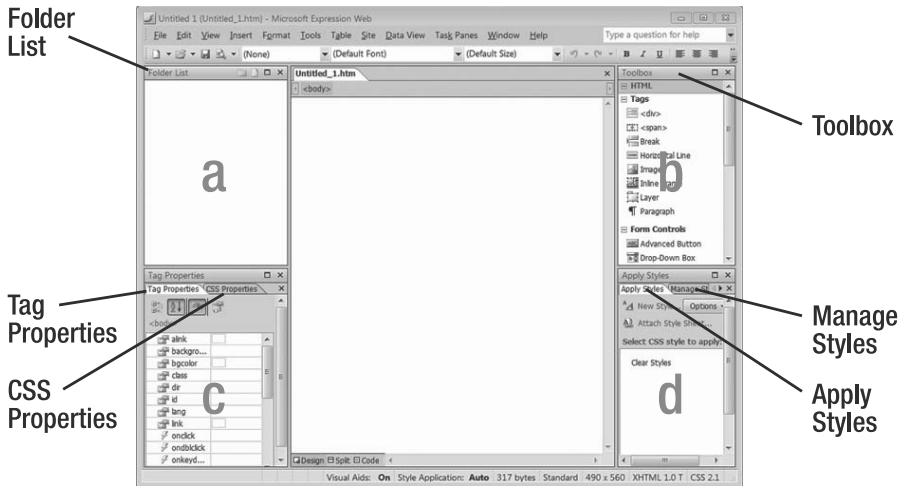 Folder
List
Untitled 1 (Untitled_1.htm) - Microsoft Expression Web
File Edit View Insert Format Tools Table Site Data View Task Panes Window Help
Type a question for help
(None) (Default Font) (Default Size) B I U
Folder List
Untitled_1.htm
<body>
Toolbox
HTML
Tags
<div>
<span>
Break
Horizontal Line
Image
Inline
Layer
Paragraph
Form Controls
Advanced Button
Drop-Down Box
a
b
Toolbox
Tag Properties
Tag Properties CSS Properties
<body>
alink
backgro...
bgcolor
class
dir
id
lang
link
onclick
ondblclick
onkeyd...
c
Tag
Properties
CSS
Properties
Apply Styles
Apply Styles Manage St
New Style... Options
Attach Style Sheet...
Select CSS style to apply:
Clear Styles
d
Manage
Styles
Apply
Styles
Design Split Code
Visual Aids: On Style Application: Auto 317 bytes Standard 490 x 560 XHTML 1.0 T CSS 2.1